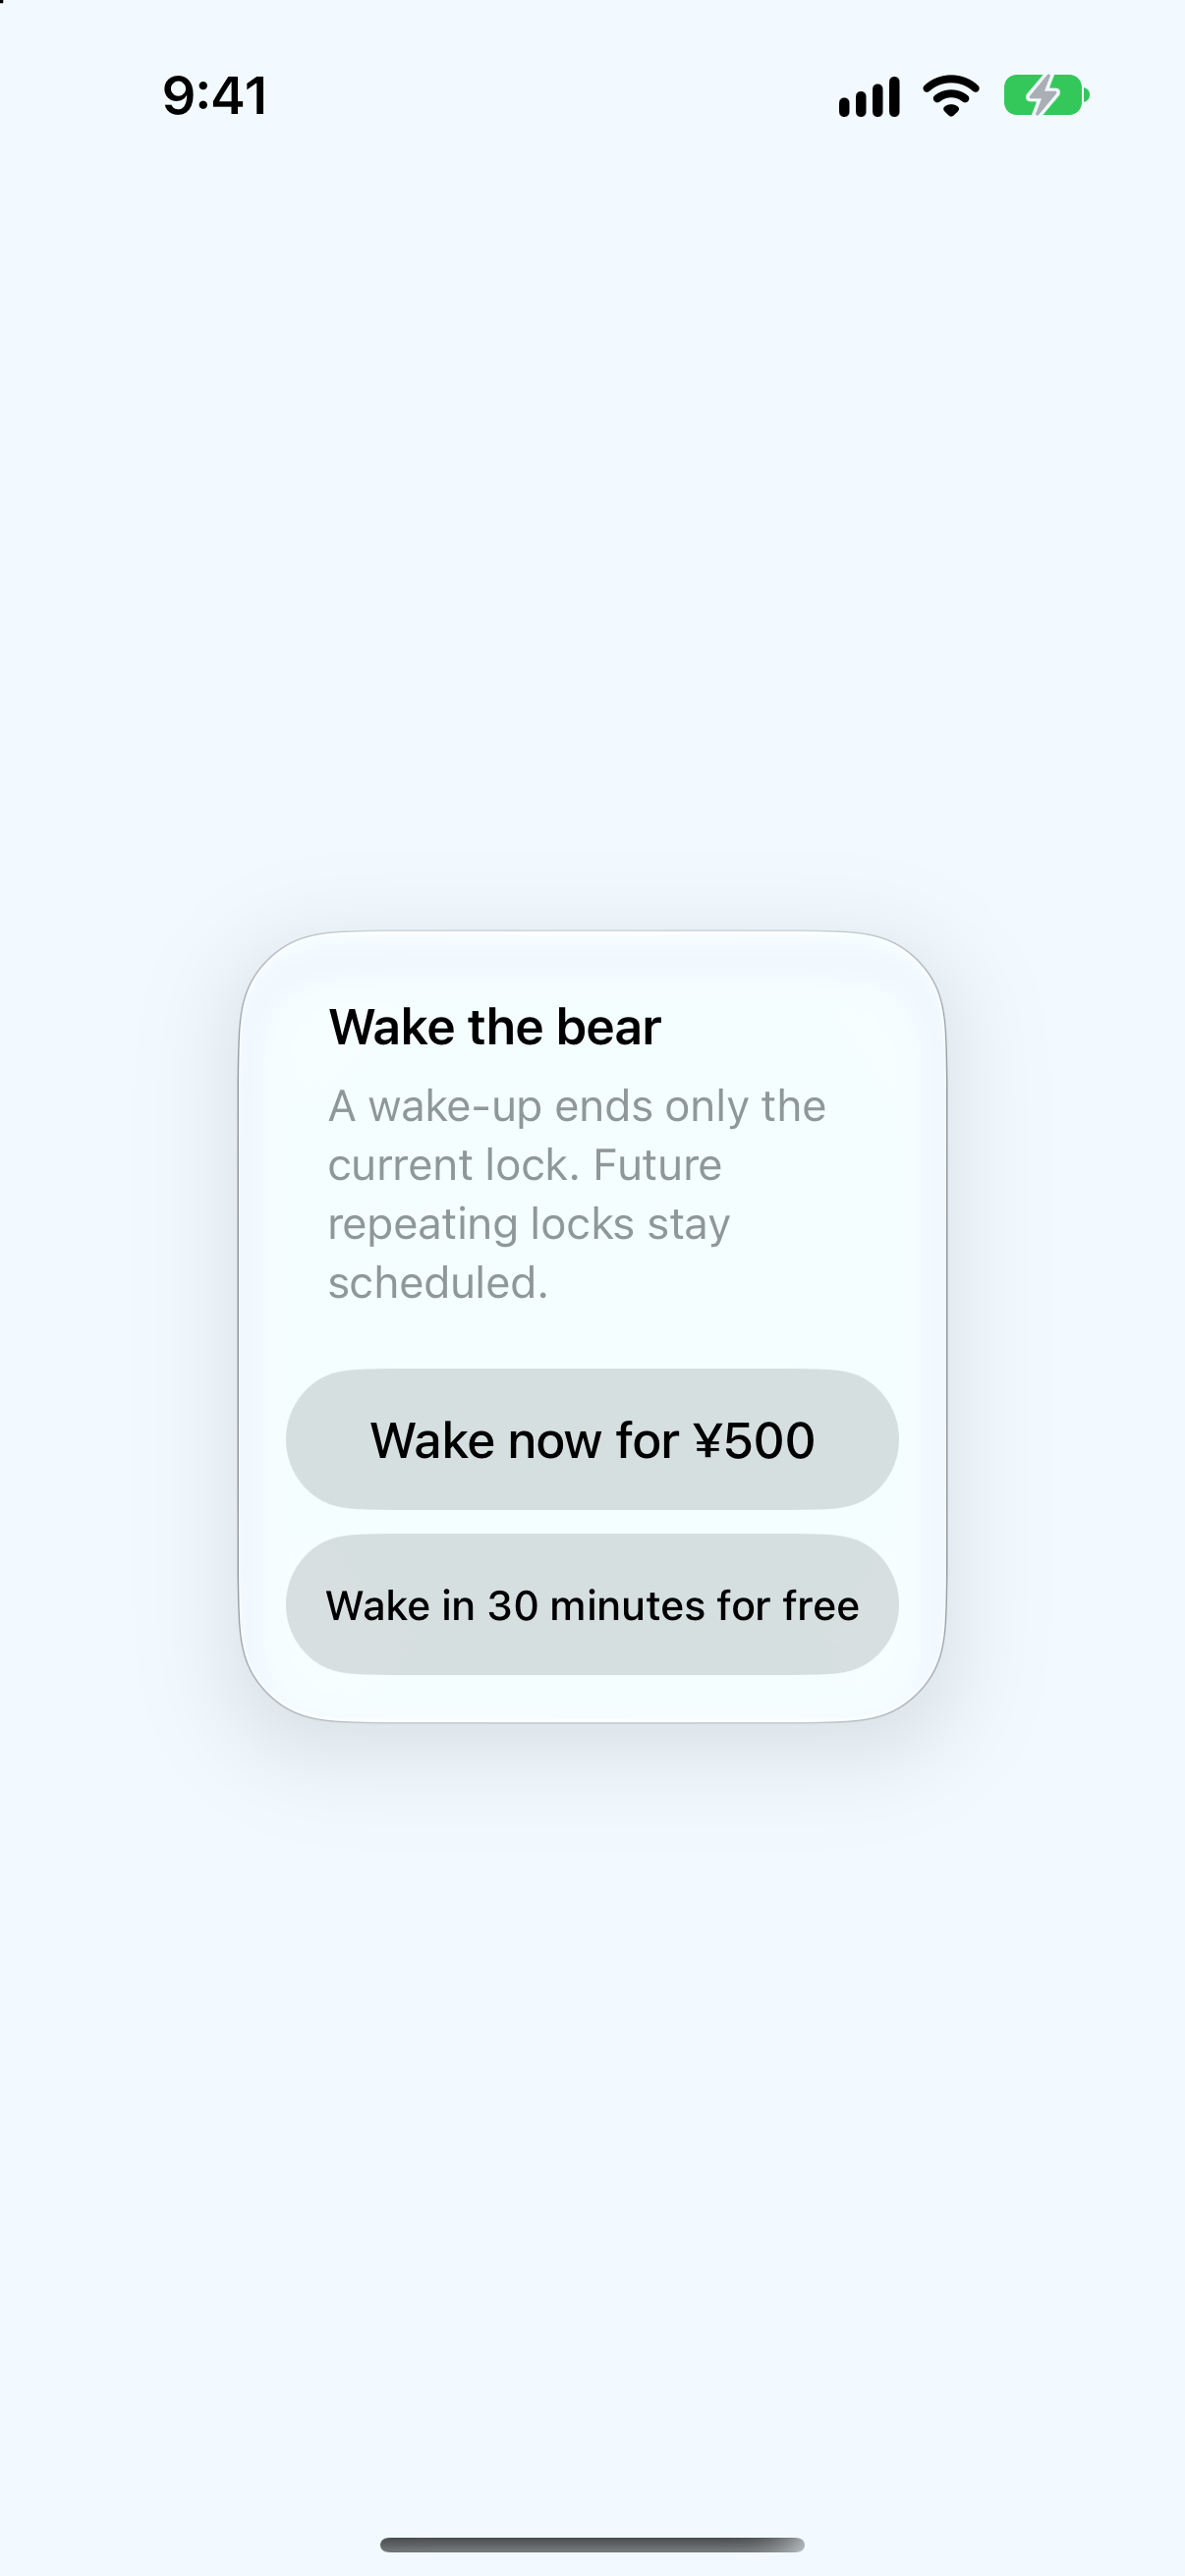 9:41
Wake the bear
A wake-up ends only the
current lock. Future
repeating locks stay
scheduled.
Wake now for ¥500
Wake in 30 minutes for free